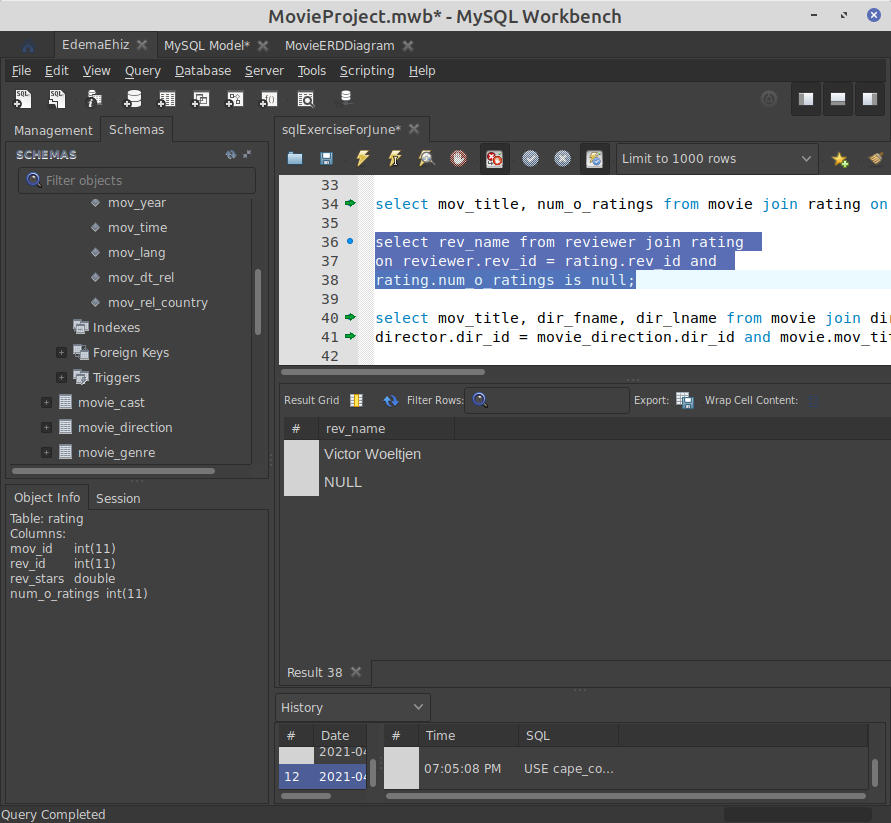 MovieProject.mwb* - MySQL Workbench
EdemaEhiz
MySQL Model*
MovieERDDiagram
File Edit View Query Database Server Tools Scripting Help
Management
Schemas
sqlExerciseForJune*
SCHEMAS
Filter objects
mov_year
mov_time
mov_lang
mov_dt_rel
mov_rel_country
Indexes
Foreign Keys
Triggers
movie_cast
movie_direction
movie_genre
Object Info
Session
Table: rating
Columns:
mov_id int(11)
rev_id int(11)
rev_stars double
num_o_ratings int(11)
Limit to 1000 rows
33
34 select mov_title, num_o_ratings from movie join rating on
35
36 select rev_name from reviewer join rating
37 on reviewer.rev_id = rating.rev_id and
38 rating.num_o_ratings is null;
39
40 select mov_title, dir_fname, dir_lname from movie join dir
41 director.dir_id = movie_direction.dir_id and movie.mov_tit
42
Result Grid
Filter Rows:
Export:
Wrap Cell Content:
# rev_name
Victor Woeltjen
NULL
Result 38
History
# Date
2021-04
12 2021-04
# Time SQL
07:05:08 PM USE cape_co...
Query Completed